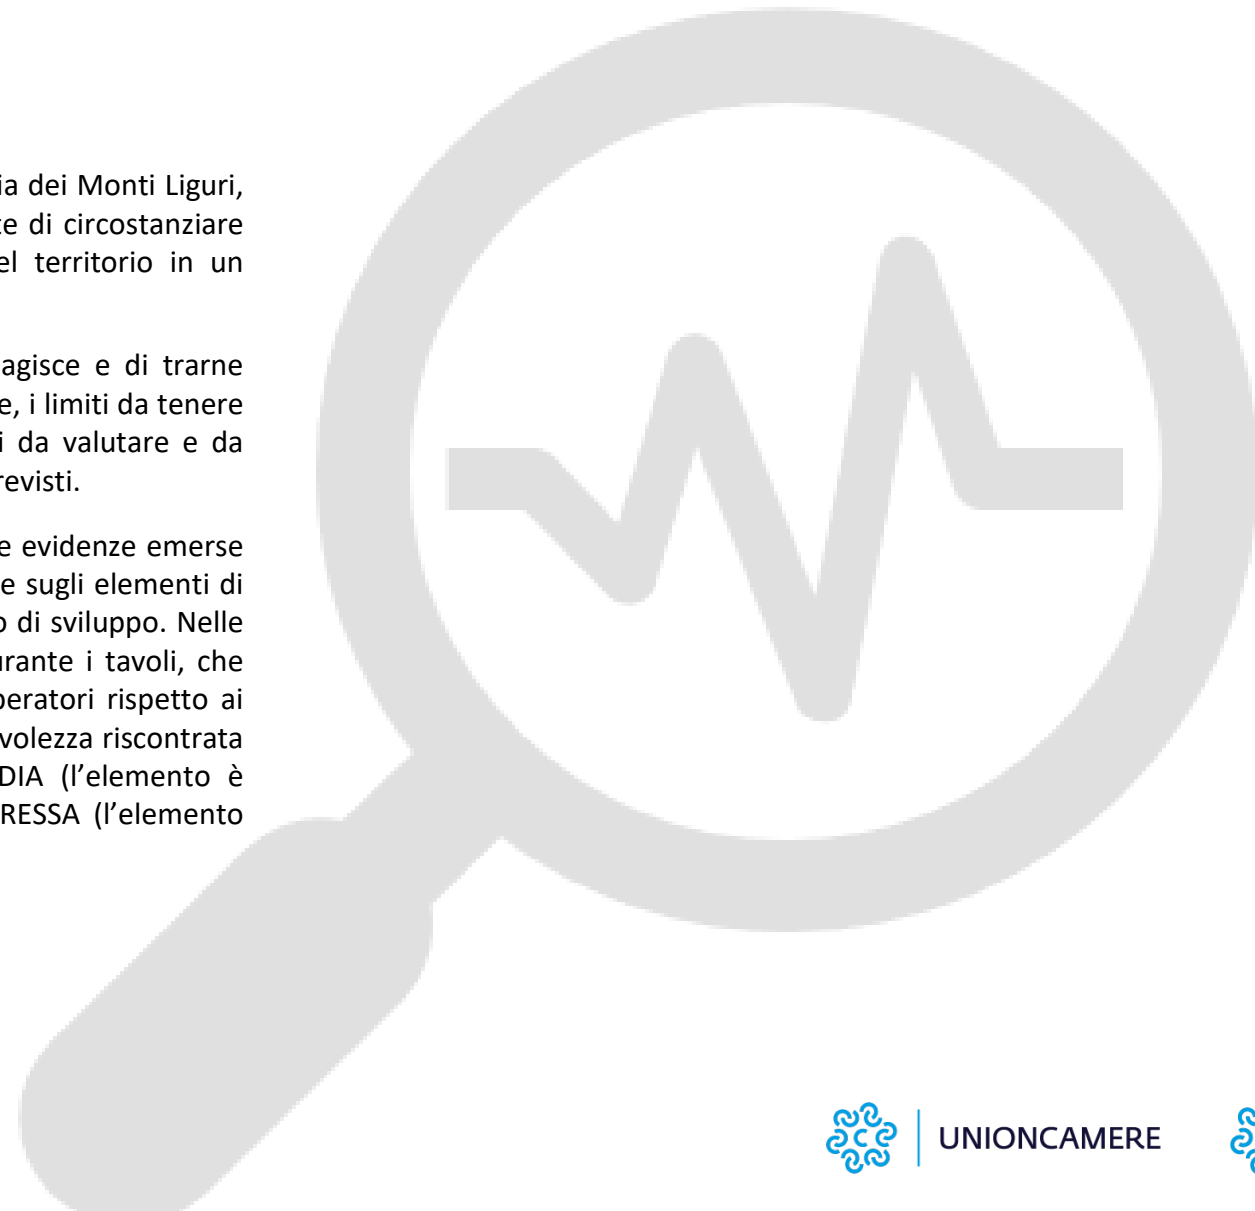 ia dei Monti Liguri,
te di circostanziare
el territorio in un
agisce e di trarne
e, i limiti da tenere
i da valutare e da
revisti.
e evidenze emerse
e sugli elementi di
o di sviluppo. Nelle
urante i tavoli, che
peratori rispetto ai
volezza riscontrata
DIA (l’elemento è
RESSA (l’elemento
UNIONCAMERE